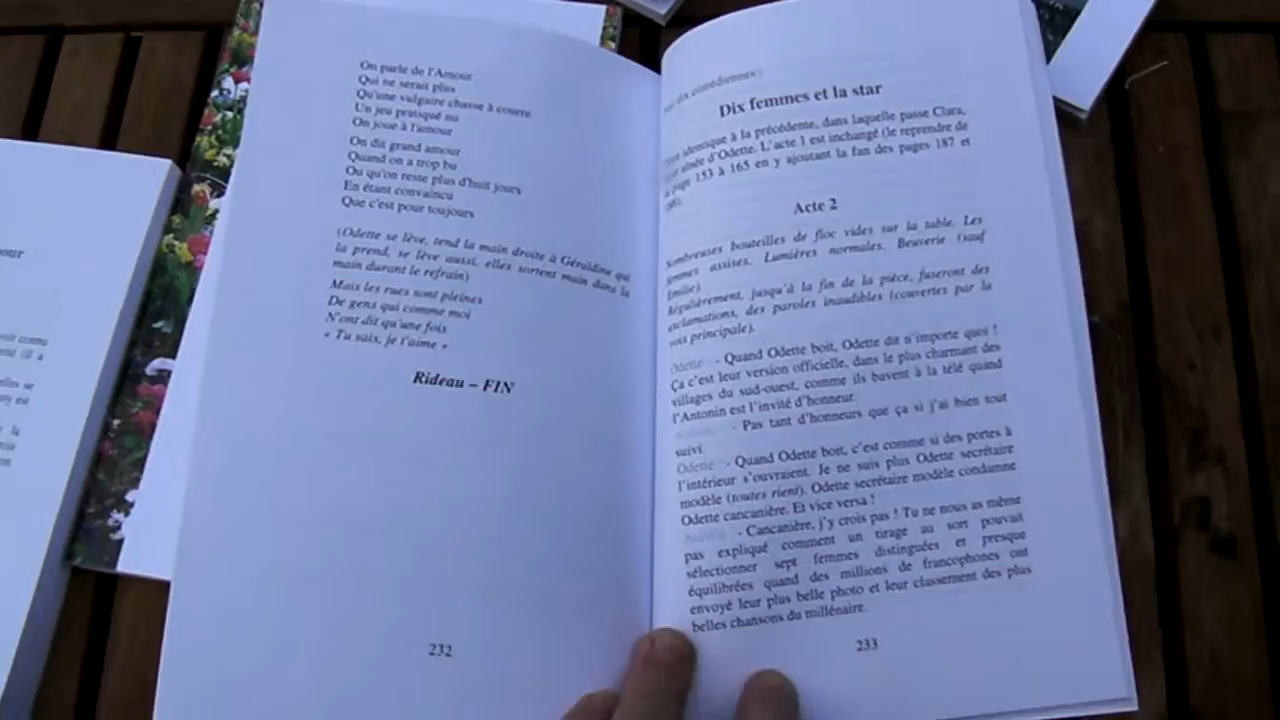 On parle de l'Amour
Qui ne serait plus
Qu'une vulgaire chasse à courre
Un jeu pratiqué nu
On joue à l'amour
On dit grand amour
Quand on a trop bu
Ou qu'on reste plus d'huit jours
En étant convaincu
Que c'est pour toujours
(Odette se lève, tend la main droite à Géraldine qui
la prend, se lève aussi, elles sortent main dans la
main durant le refrain)
Mais les rues sont pleines
De gens qui comme moi
N'ont dit qu'une fois
« Tu sais, je t'aime »
Rideau – FIN
232
dix comédiennes)
Dix femmes et la star
identique à la précédente, dans laquelle passe Clara,
aînée d'Odette. L'acte 1 est inchangé (le reprendre de
page 153 à 165 en y ajoutant la fan des pages 187 et
Acte 2
Nombreuses bouteilles de floc vides sur la table. Les
femmes assises. Lumières normales. Beuverie (sauf
Emilie).
Régulièrement, jusqu'à la fin de la pièce, fuseront des
exclamations, des paroles inaudibles (couvertes par la
voix principale).
Odette - Quand Odette boit, Odette dit n'importe quoi !
Ça c'est leur version officielle, dans le plus charmant des
villages du sud-ouest, comme ils bavent à la télé quand
l'Antonin est l'invité d'honneur.
- Pas tant d'honneurs que ça si j'ai bien tout
suivi.
Odette - Quand Odette boit, c'est comme si des portes à
l'intérieur s'ouvraient. Je ne suis plus Odette secrétaire
modèle (toutes rient). Odette secrétaire modèle condamne
Odette cancanière. Et vice versa !
- Cancanière, j'y crois pas ! Tu ne nous as même
pas expliqué comment un tirage au sort pouvait
sélectionner sept femmes distinguées et presque
équilibrées quand des millions de francophones ont
envoyé leur plus belle photo et leur classement des plus
belles chansons du millénaire.
233